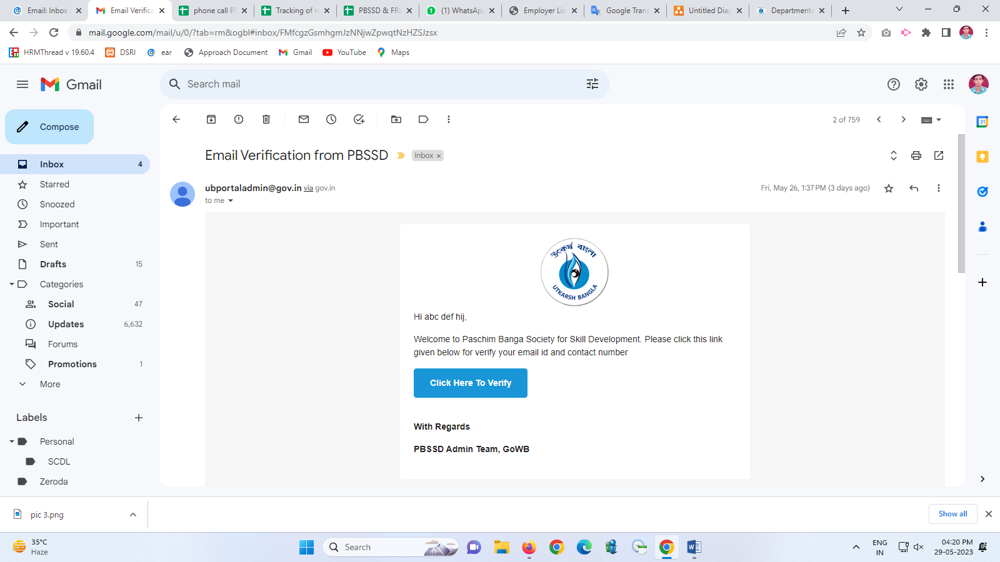 Email: Inbox
Email Verifica
phone call P
Tracking of r
PBSSD & FRE
(1) WhatsApp
Employer Lis
Google Trans
Untitled Diag
Departmenta
mail.google.com/mail/u/0/?tab=rm&ogbl#inbox/FMfcgzGsmhgmJzNNjwZpwqtNzHZSJzsx
HRMThread v 19.60.4
DSRI
ear
Approach Document
Gmail
YouTube
Maps
Gmail
Search mail
Compose
2 of 759
Email Verification from PBSSD
Inbox ×
Inbox 4
Starred
Snoozed
Important
Sent
Drafts 15
Categories
Social 47
Updates 6,632
Forums
Promotions 1
More
Labels
Personal
SCDL
Zeroda
ubportaladmin@gov.in via gov.in
Fri, May 26, 1:37 PM (3 days ago)
to me
উৎকর্ষ বাংলা
UTKARSH BANGLA
Hi abc def hij,
Welcome to Paschim Banga Society for Skill Development. Please click this link
given below for verify your email id and contact number
Click Here To Verify
With Regards
PBSSD Admin Team, GoWB
31
pic 3.png
Show all
35°C
Haze
Search
ENG
IN
04:20 PM
29-05-2023